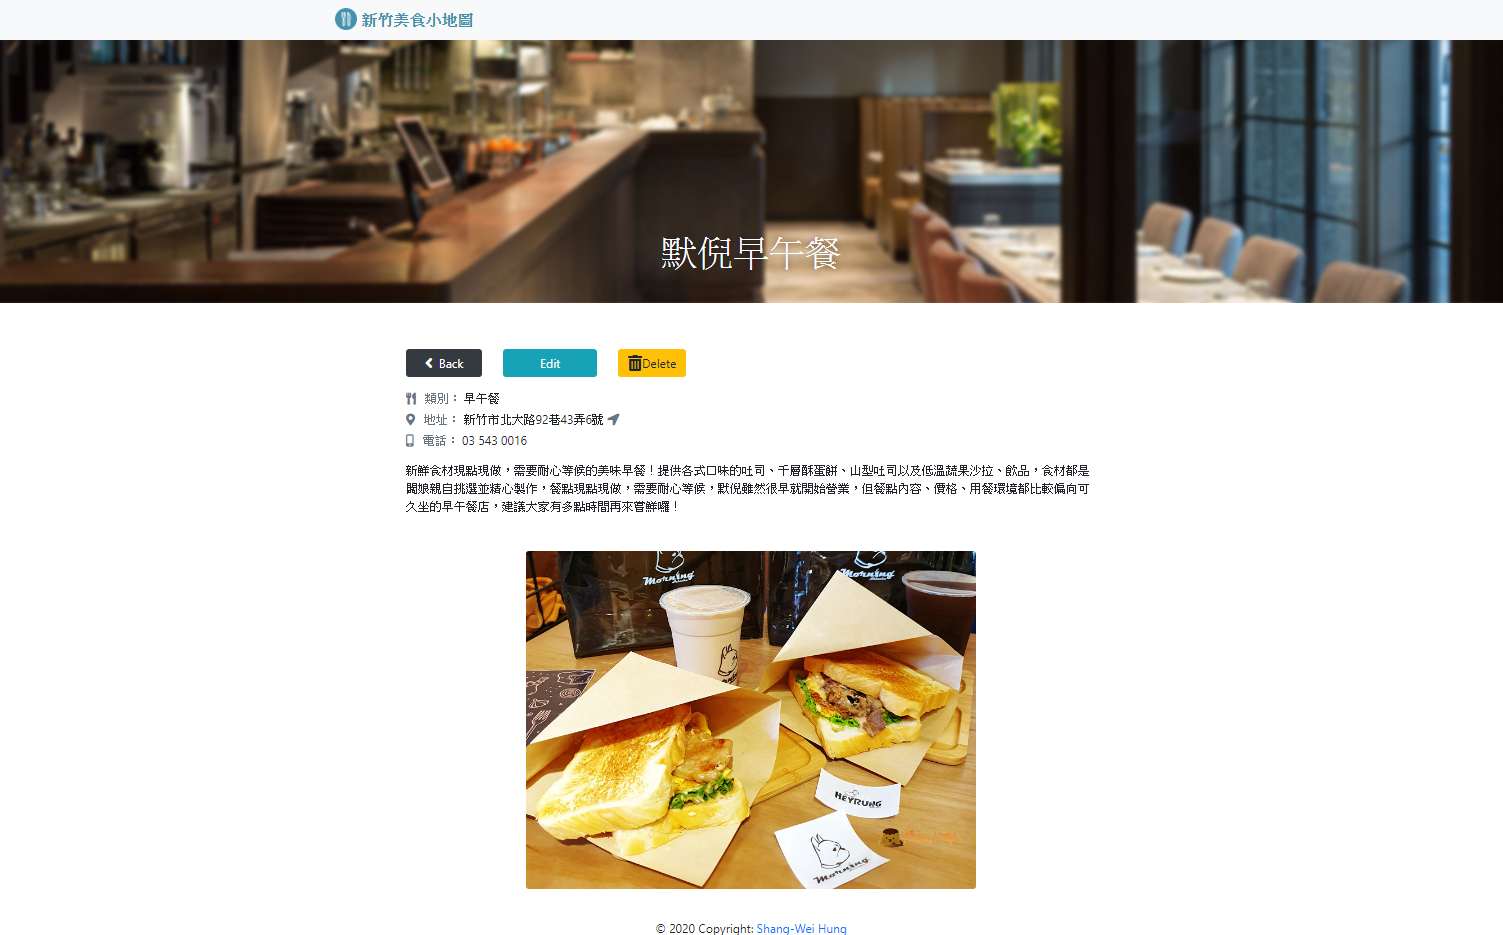 新竹美食小地圖
默倪早午餐
Back
Edit
Delete
類別： 早午餐
地址： 新竹市北大路92巷43弄6號
電話： 03 543 0016
新鮮食材現點現做，需要耐心等候的美味早餐！提供各式口味的吐司、千層酥蛋餅、山型吐司以及低溫蔬果沙拉、飲品，食材都是
闆娘親自挑選並精心製作，餐點現點現做，需要耐心等候，默倪雖然很早就開始營業，但餐點內容、價格、用餐環境都比較偏向可
久坐的早午餐店，建議大家有多點時間再來嘗鮮囉！
Morning
Morning
HEYRUNG
Morning
© 2020 Copyright: Shang-Wei Hung